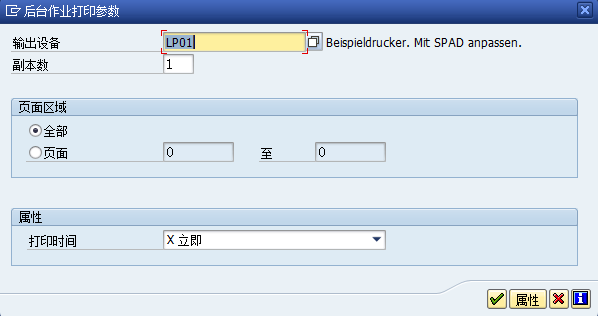 后台作业打印参数
输出设备 LP01 Beispieldrucker. Mit SPAD anpassen.
副本数 1
页面区域
全部
页面 0 至 0
属性
打印时间 X 立即
属性